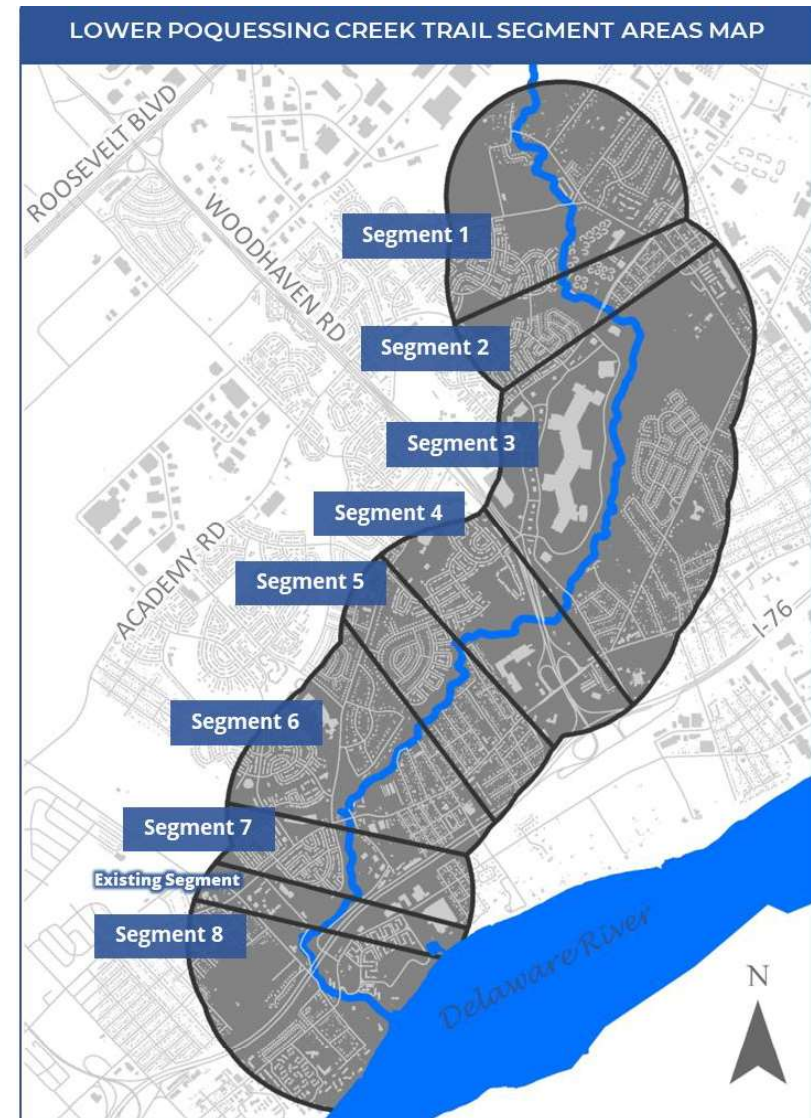 LOWER POQUESSING CREEK TRAIL SEGMENT AREAS MAP
ROOSEVELT BLVD
WOODHAVEN RD
Segment 1
Segment 2
Segment 3
Segment 4
ACADEMY RD
Segment 5
I-76
Segment 6
Segment 7
Existing Segment
Segment 8
Delaware River
N